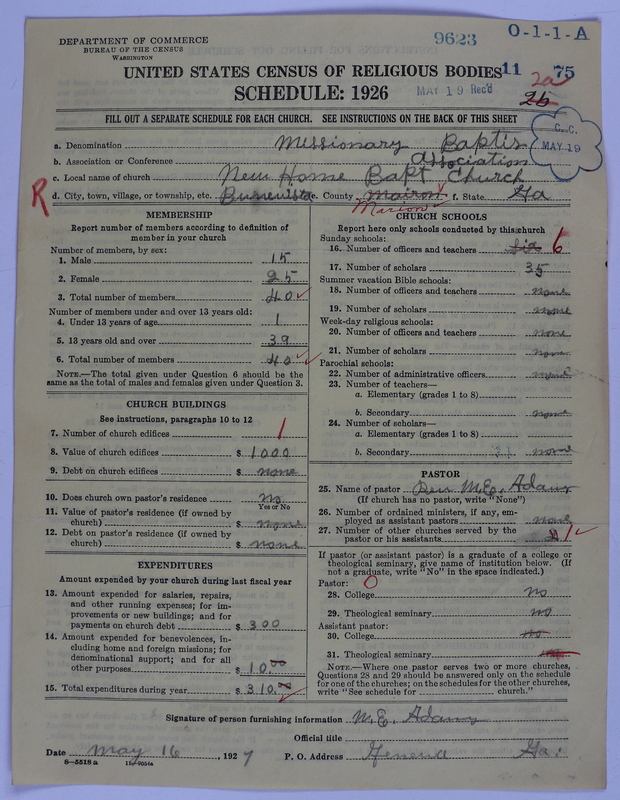 DEPARTMENT OF COMMERCE
BUREAU OF THE CENSUS
WASHINGTON
9623
O-1-1-A
UNITED STATES CENSUS OF RELIGIOUS BODIES
11 2a 75
SCHEDULE: 1926
MAY 19 Rec'd
26
FILL OUT A SEPARATE SCHEDULE FOR EACH CHURCH. SEE INSTRUCTIONS ON THE BACK OF THIS SHEET
C. C.
MAY 19
a. Denomination Missionary Baptis
b. Association or Conference Association
c. Local name of church New Home Bapt Church
R
d. City, town, village, or township, etc. Buenevista e. County Mairon f. State Ga
Marion
MEMBERSHIP
Report number of members according to definition of
member in your church
Number of members, by sex:
1. Male 15
2. Female 25
3. Total number of members 40
Number of members under and over 13 years old:
4. Under 13 years of age 1
5. 13 years old and over 39
6. Total number of members 40
NOTE.—The total given under Question 6 should be the
same as the total of males and females given under Question 3.
CHURCH BUILDINGS
See instructions, paragraphs 10 to 12
7. Number of church edifices 1
8. Value of church edifices $ 1000
9. Debt on church edifices $ none
10. Does church own pastor's residence no
Yes or No
11. Value of pastor's residence (if owned by
church) $ none
12. Debt on pastor's residence (if owned by
church) $ none
EXPENDITURES
Amount expended by your church during last fiscal year
13. Amount expended for salaries, repairs,
and other running expenses; for im-
provements or new buildings; and for
payments on church debt $ 300
14. Amount expended for benevolences, in-
cluding home and foreign missions; for
denominational support; and for all
other purposes $ 10.00
15. Total expenditures during year $ 310.00
CHURCH SCHOOLS
Report here only schools conducted by this church
Sunday schools:
16. Number of officers and teachers six 6
17. Number of scholars 35
Summer vacation Bible schools:
18. Number of officers and teachers none
19. Number of scholars none
Week-day religious schools:
20. Number of officers and teachers none
21. Number of scholars none
Parochial schools:
22. Number of administrative officers none
23. Number of teachers—
a. Elementary (grades 1 to 8)
b. Secondary none
24. Number of scholars—
a. Elementary (grades 1 to 8)
b. Secondary none
PASTOR
25. Name of pastor Rev M.E. Adams
(If church has no pastor, write "None")
26. Number of ordained ministers, if any, em-
ployed as assistant pastors none
27. Number of other churches served by the
pastor or his assistants 1
If pastor (or assistant pastor) is a graduate of a college or
theological seminary, give name of institution below. (If
not a graduate, write "No" in the space indicated.)
Pastor: O
28. College no
29. Theological seminary no
Assistant pastor:
30. College no
31. Theological seminary no
NOTE.—Where one pastor serves two or more churches,
Questions 28 and 29 should be answered only on the schedule
for one of the churches; on the schedules for the other churches,
write "See schedule for church."
Signature of person furnishing information M.E. Adams
Official title
Date May 16, 1927 P. O. Address Ga.
8-5518a